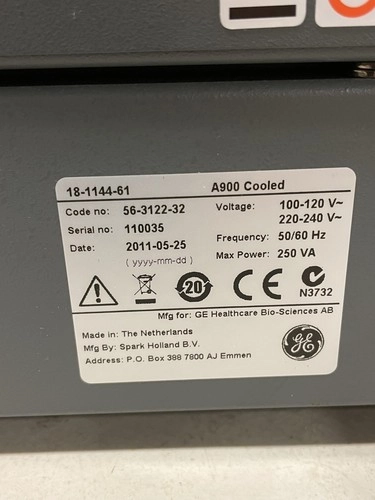 18-1144-61 A900 Cooled
Code no: 56-3122-32 Voltage: 100-120 V~
220-240 V~
Serial no: 110035
Frequency: 50/60 Hz
Date: 2011-05-25
Max Power: 250 VA
( yyyy-mm-dd )
20
CE
N3732
Mfg for: GE Healthcare Bio-Sciences AB
Made in: The Netherlands
Mfg By: Spark Holland B.V.
Address: P.O. Box 388 7800 AJ Emmen
GE